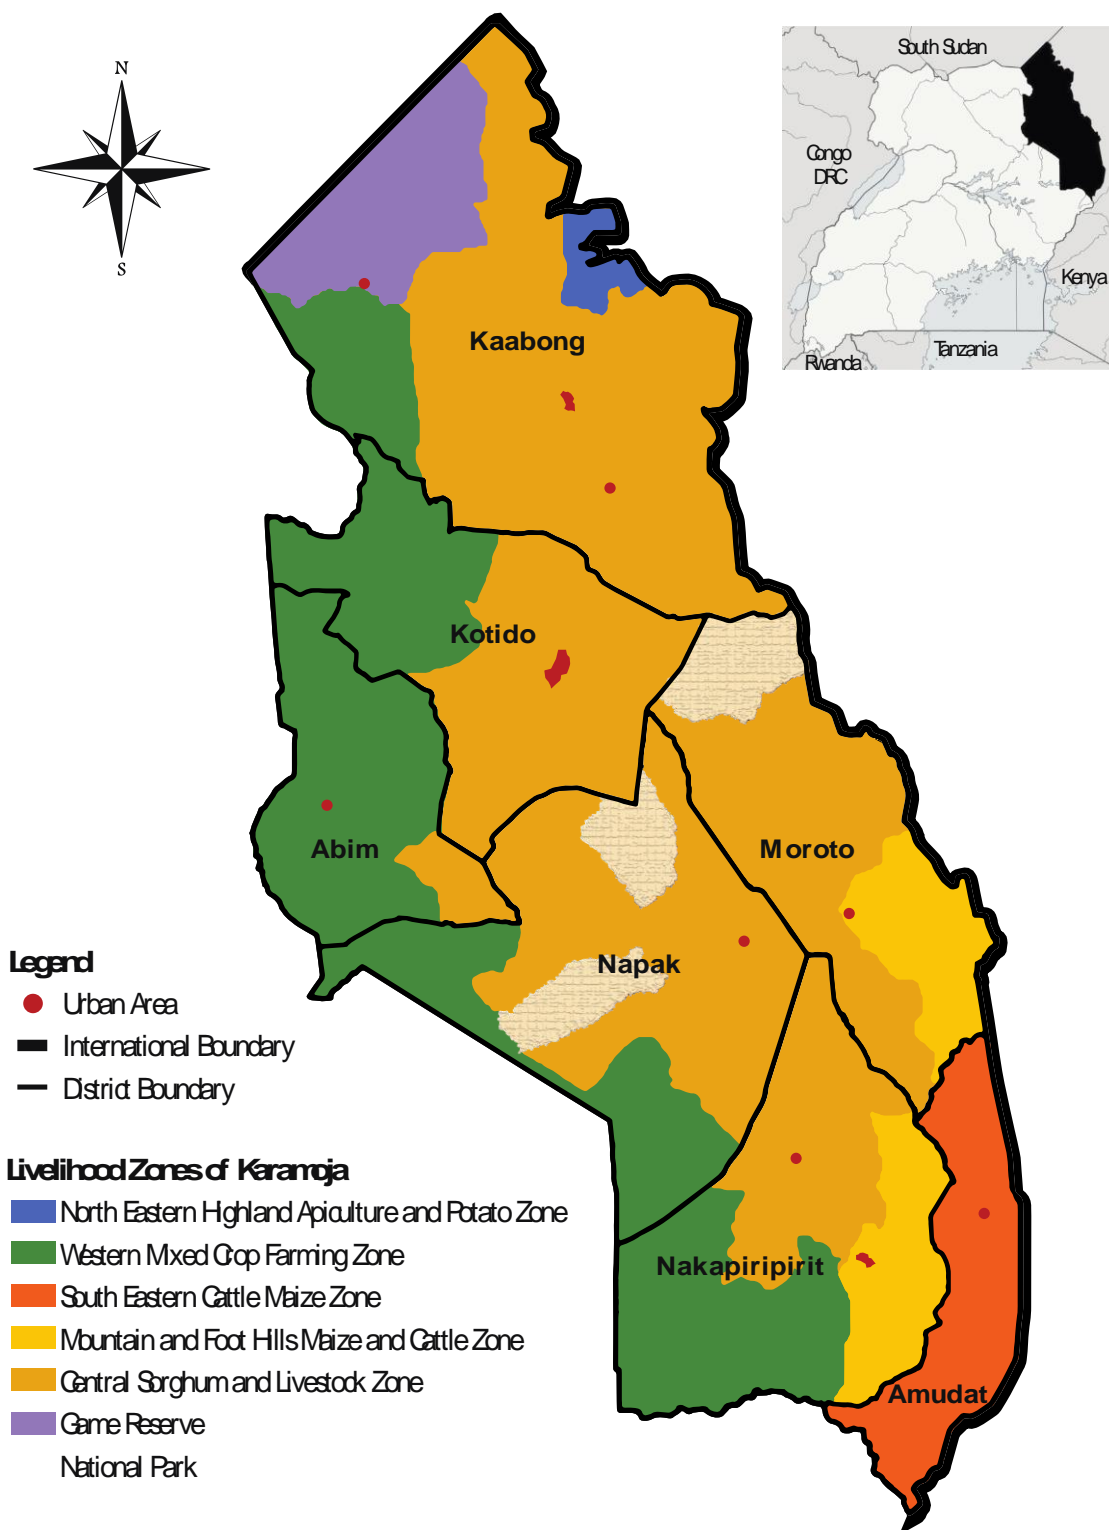 N
S
South Sudan
Congo
DRC
Kenya
Tanzania
Rwanda
Kaabong
Kotido
Abim
Moroto
Napak
Nakapiripirit
Amudat
Legend
Urban Area
International Boundary
District Boundary
Livelihood Zones of Karamoja
North Eastern Highland Apiculture and Potato Zone
Western Mixed Crop Farming Zone
South Eastern Cattle Maize Zone
Mountain and Foot Hills Maize and Cattle Zone
Central Sorghum and Livestock Zone
Game Reserve
National Park